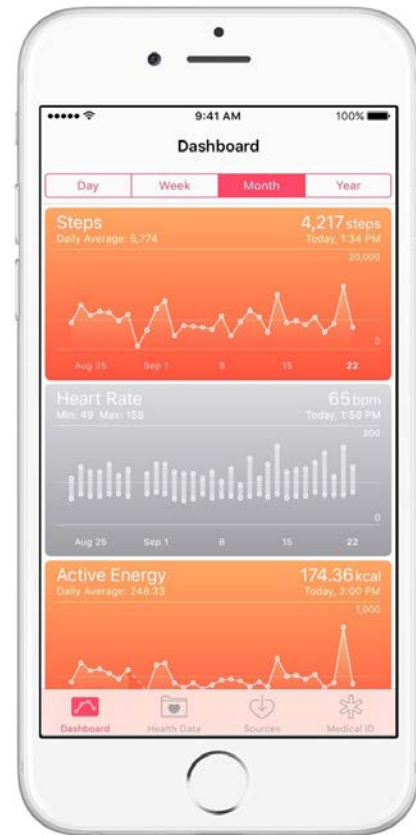 9:41 AM
100%
Dashboard
Day Week Month Year
Steps 4,217 steps
Daily Average: 5,774 Today, 1:34 PM
20,000
0
Aug 25 Sep 1 8 15 22
Heart Rate 65 bpm
Min: 49 Max: 158 Today, 1:58 PM
200
0
Aug 25 Sep 1 8 15 22
Active Energy 174.36 kcal
Daily Average: 248.33 Today, 2:00 PM
1,000
Dashboard Health Data Sources Medical ID